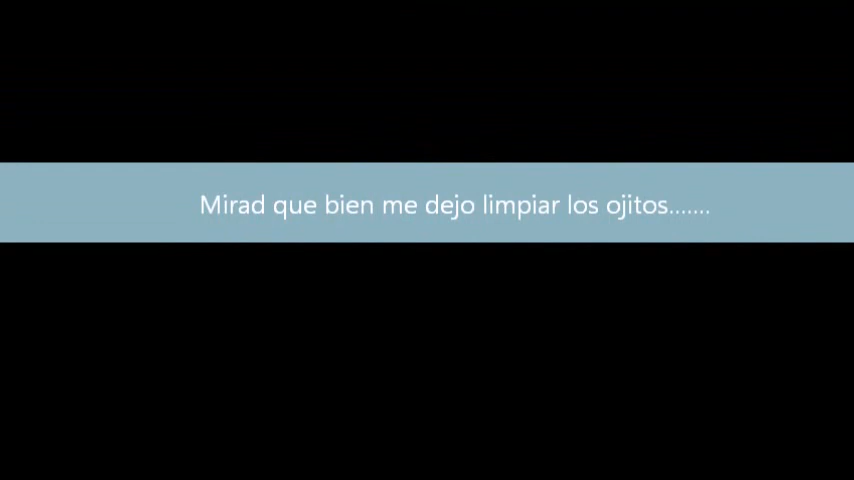 Mirad que bien me dejo limpiar los ojitos.......